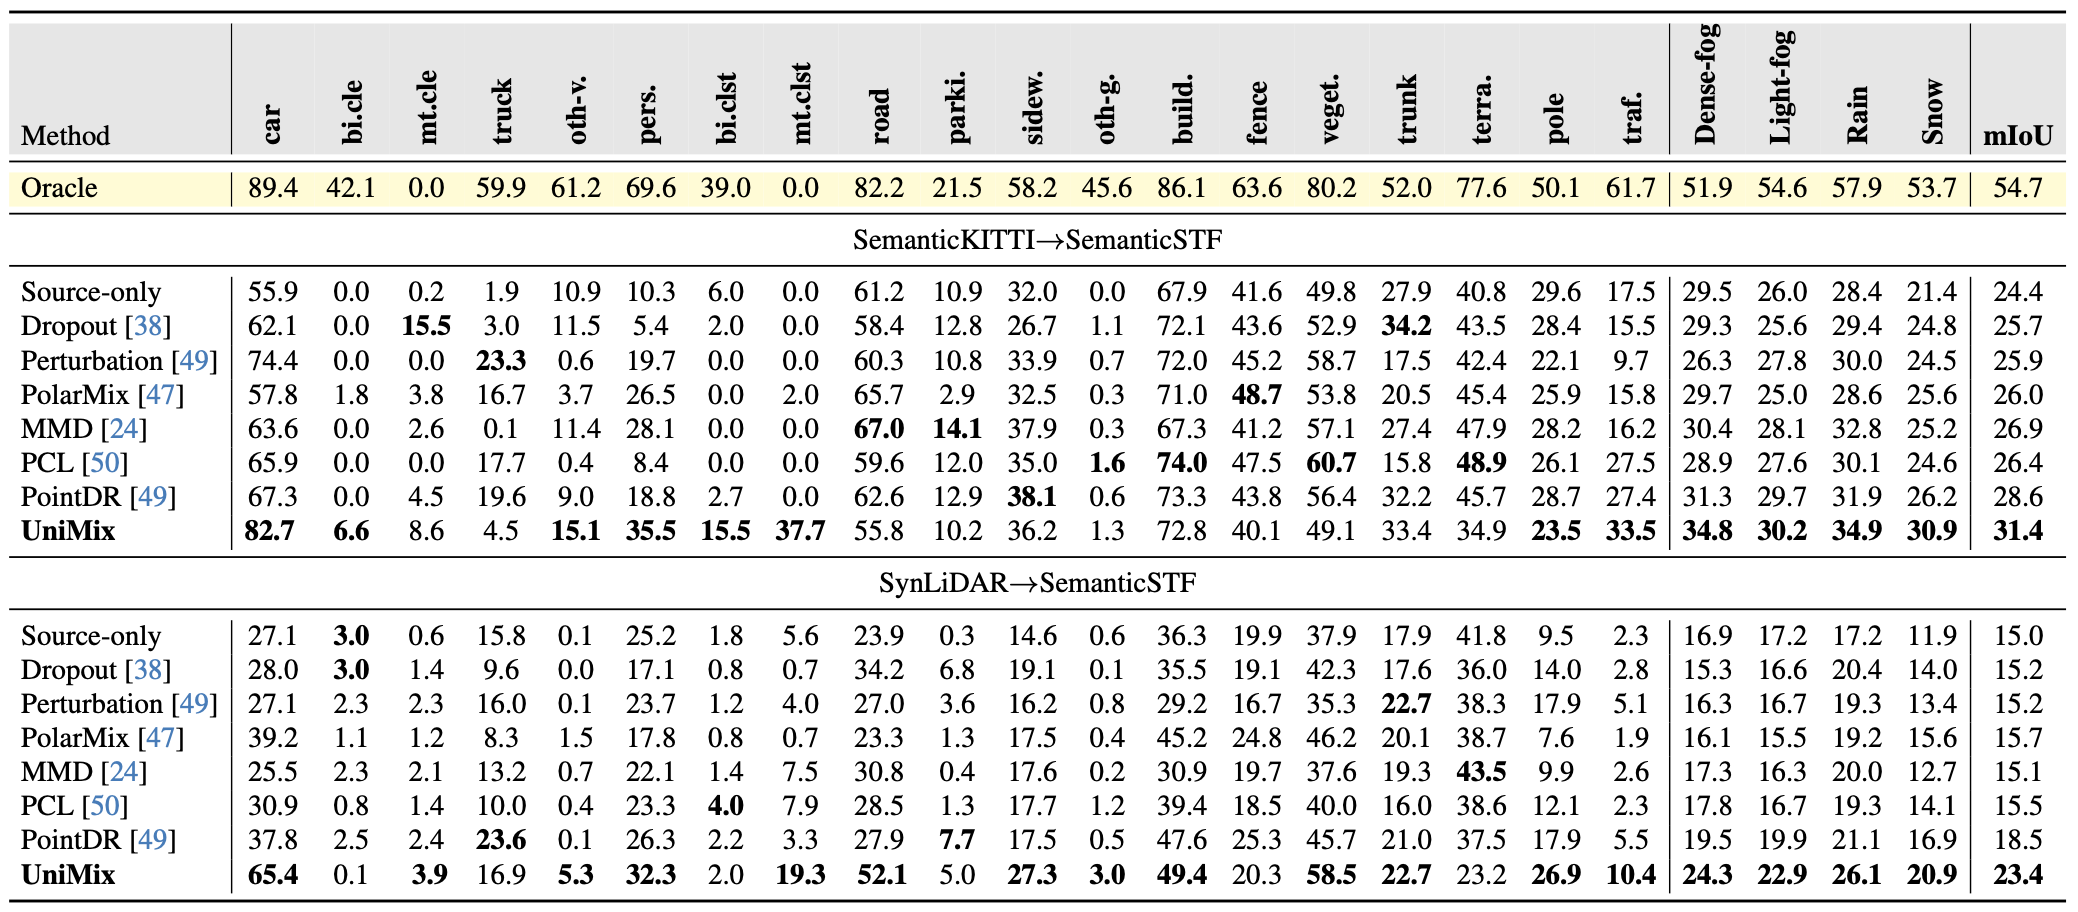 Method car bi.cle mt.cle truck oth-v. pers. bi.clst mt.clst road parki. sidew. oth-g. build. fence veget. trunk terra. pole traf. Dense-fog Light-fog Rain Snow mIoU
Oracle 89.4 42.1 0.0 59.9 61.2 69.6 39.0 0.0 82.2 21.5 58.2 45.6 86.1 63.6 80.2 52.0 77.6 50.1 61.7 51.9 54.6 57.9 53.7 54.7
SemanticKITTI→SemanticSTF
Source-only 55.9 0.0 0.2 1.9 10.9 10.3 6.0 0.0 61.2 10.9 32.0 0.0 67.9 41.6 49.8 27.9 40.8 29.6 17.5 29.5 26.0 28.4 21.4 24.4
Dropout [38] 62.1 0.0 15.5 3.0 11.5 5.4 2.0 0.0 58.4 12.8 26.7 1.1 72.1 43.6 52.9 34.2 43.5 28.4 15.5 29.3 25.6 29.4 24.8 25.7
Perturbation [49] 74.4 0.0 0.0 23.3 0.6 19.7 0.0 0.0 60.3 10.8 33.9 0.7 72.0 45.2 58.7 17.5 42.4 22.1 9.7 26.3 27.8 30.0 24.5 25.9
PolarMix [47] 57.8 1.8 3.8 16.7 3.7 26.5 0.0 2.0 65.7 2.9 32.5 0.3 71.0 48.7 53.8 20.5 45.4 25.9 15.8 29.7 25.0 28.6 25.6 26.0
MMD [24] 63.6 0.0 2.6 0.1 11.4 28.1 0.0 0.0 67.0 14.1 37.9 0.3 67.3 41.2 57.1 27.4 47.9 28.2 16.2 30.4 28.1 32.8 25.2 26.9
PCL [50] 65.9 0.0 0.0 17.7 0.4 8.4 0.0 0.0 59.6 12.0 35.0 1.6 74.0 47.5 60.7 15.8 48.9 26.1 27.5 28.9 27.6 30.1 24.6 26.4
PointDR [49] 67.3 0.0 4.5 19.6 9.0 18.8 2.7 0.0 62.6 12.9 38.1 0.6 73.3 43.8 56.4 32.2 45.7 28.7 27.4 31.3 29.7 31.9 26.2 28.6
UniMix 82.7 6.6 8.6 4.5 15.1 35.5 15.5 37.7 55.8 10.2 36.2 1.3 72.8 40.1 49.1 33.4 34.9 23.5 33.5 34.8 30.2 34.9 30.9 31.4
SynLiDAR→SemanticSTF
Source-only 27.1 3.0 0.6 15.8 0.1 25.2 1.8 5.6 23.9 0.3 14.6 0.6 36.3 19.9 37.9 17.9 41.8 9.5 2.3 16.9 17.2 17.2 11.9 15.0
Dropout [38] 28.0 3.0 1.4 9.6 0.0 17.1 0.8 0.7 34.2 6.8 19.1 0.1 35.5 19.1 42.3 17.6 36.0 14.0 2.8 15.3 16.6 20.4 14.0 15.2
Perturbation [49] 27.1 2.3 2.3 16.0 0.1 23.7 1.2 4.0 27.0 3.6 16.2 0.8 29.2 16.7 35.3 22.7 38.3 17.9 5.1 16.3 16.7 19.3 13.4 15.2
PolarMix [47] 39.2 1.1 1.2 8.3 1.5 17.8 0.8 0.7 23.3 1.3 17.5 0.4 45.2 24.8 46.2 20.1 38.7 7.6 1.9 16.1 15.5 19.2 15.6 15.7
MMD [24] 25.5 2.3 2.1 13.2 0.7 22.1 1.4 7.5 30.8 0.4 17.6 0.2 30.9 19.7 37.6 19.3 43.5 9.9 2.6 17.3 16.3 20.0 12.7 15.1
PCL [50] 30.9 0.8 1.4 10.0 0.4 23.3 4.0 7.9 28.5 1.3 17.7 1.2 39.4 18.5 40.0 16.0 38.6 12.1 2.3 17.8 16.7 19.3 14.1 15.5
PointDR [49] 37.8 2.5 2.4 23.6 0.1 26.3 2.2 3.3 27.9 7.7 17.5 0.5 47.6 25.3 45.7 21.0 37.5 17.9 5.5 19.5 19.9 21.1 16.9 18.5
UniMix 65.4 0.1 3.9 16.9 5.3 32.3 2.0 19.3 52.1 5.0 27.3 3.0 49.4 20.3 58.5 22.7 23.2 26.9 10.4 24.3 22.9 26.1 20.9 23.4